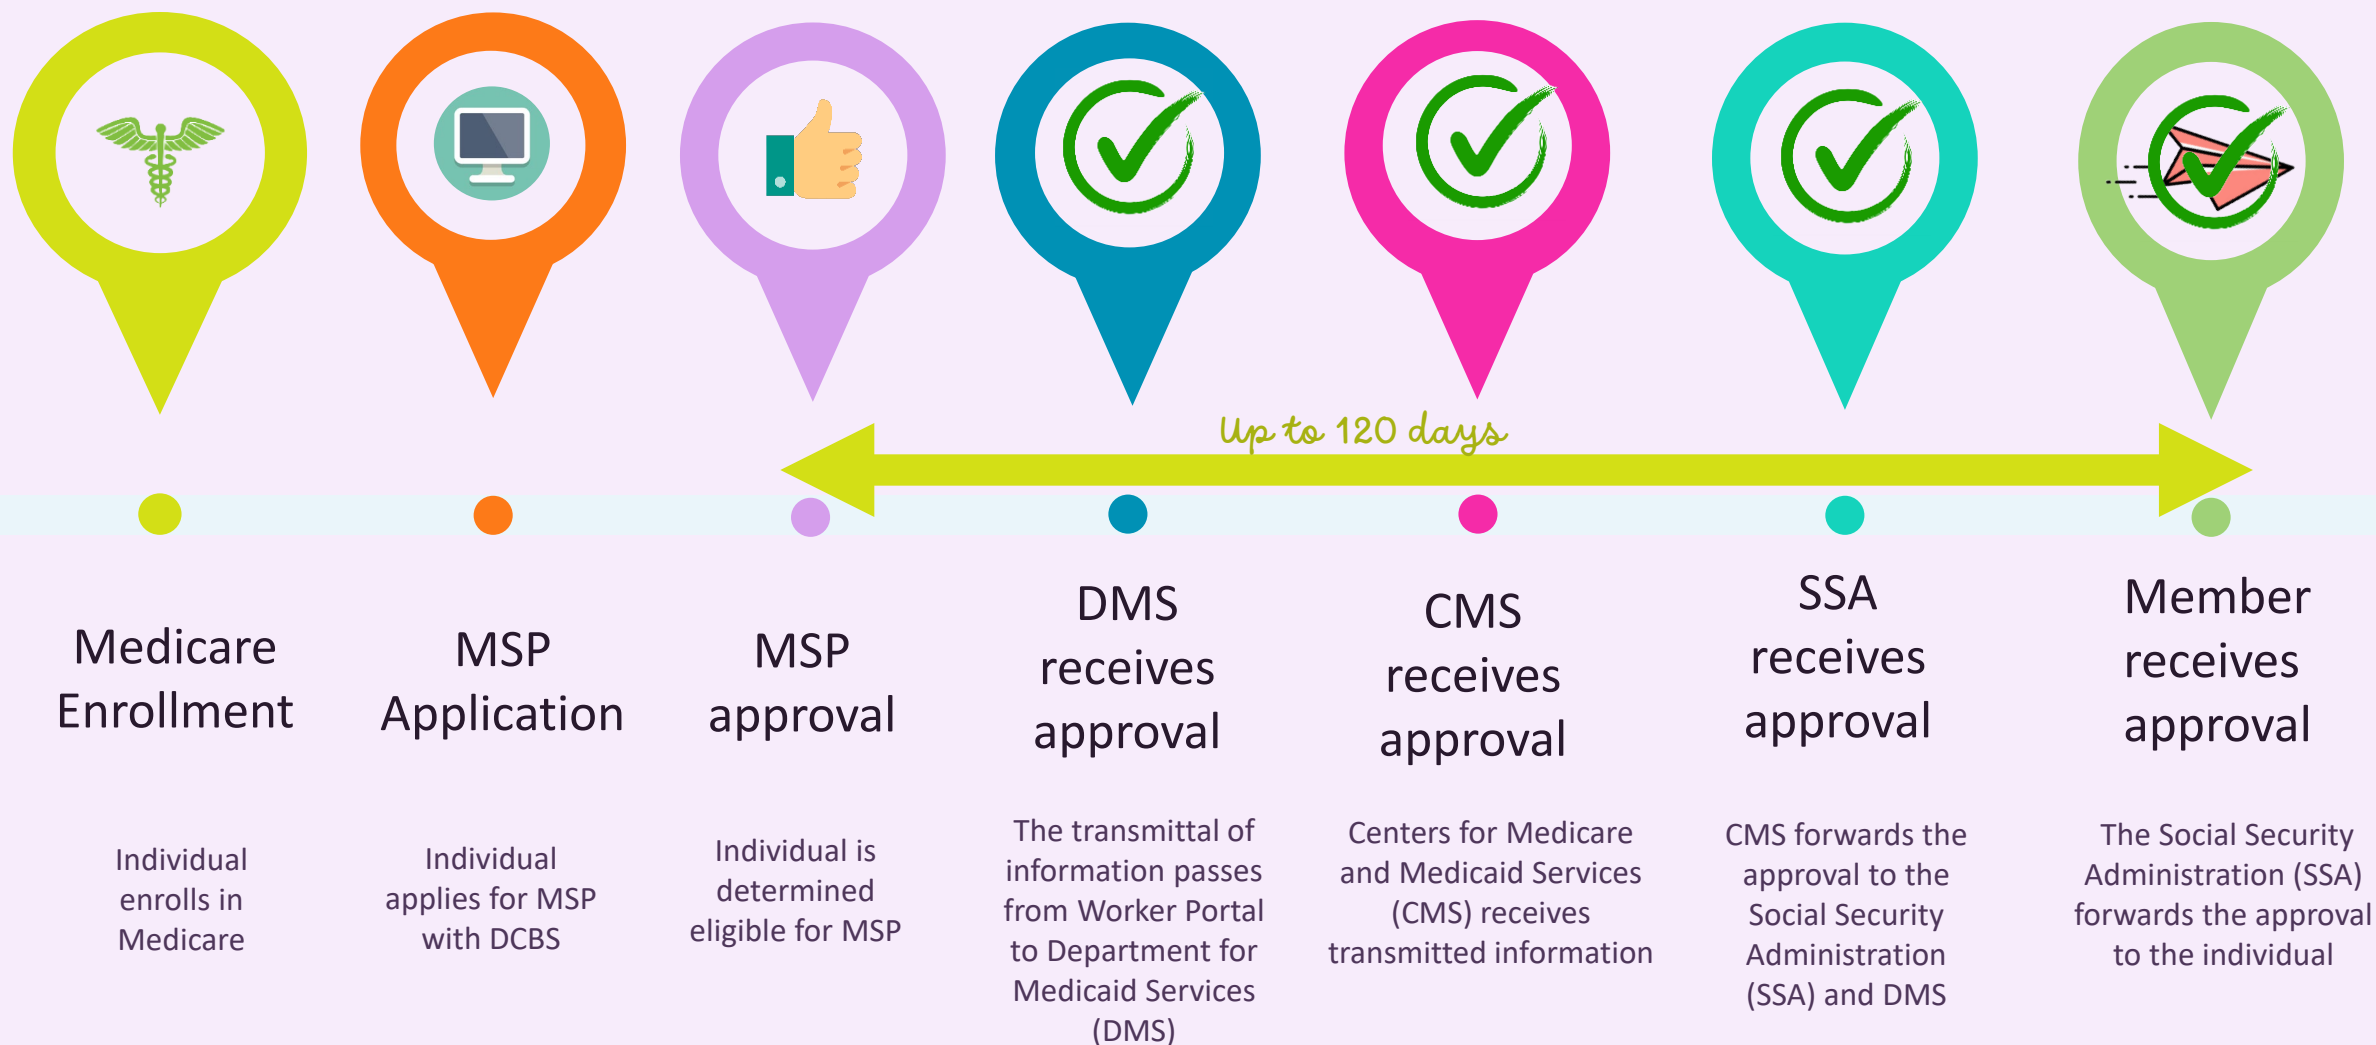 Up to 120 days
Medicare
Enrollment
Individual
enrolls in
Medicare
MSP
Application
Individual
applies for MSP
with DCBS
MSP
approval
Individual is
determined
eligible for MSP
DMS
receives
approval
The transmittal of
information passes
from Worker Portal
to Department for
Medicaid Services
(DMS)
CMS
receives
approval
Centers for Medicare
and Medicaid Services
(CMS) receives
transmitted information
SSA
receives
approval
CMS forwards the
approval to the
Social Security
Administration
(SSA) and DMS
Member
receives
approval
The Social Security
Administration (SSA)
forwards the approval
to the individual